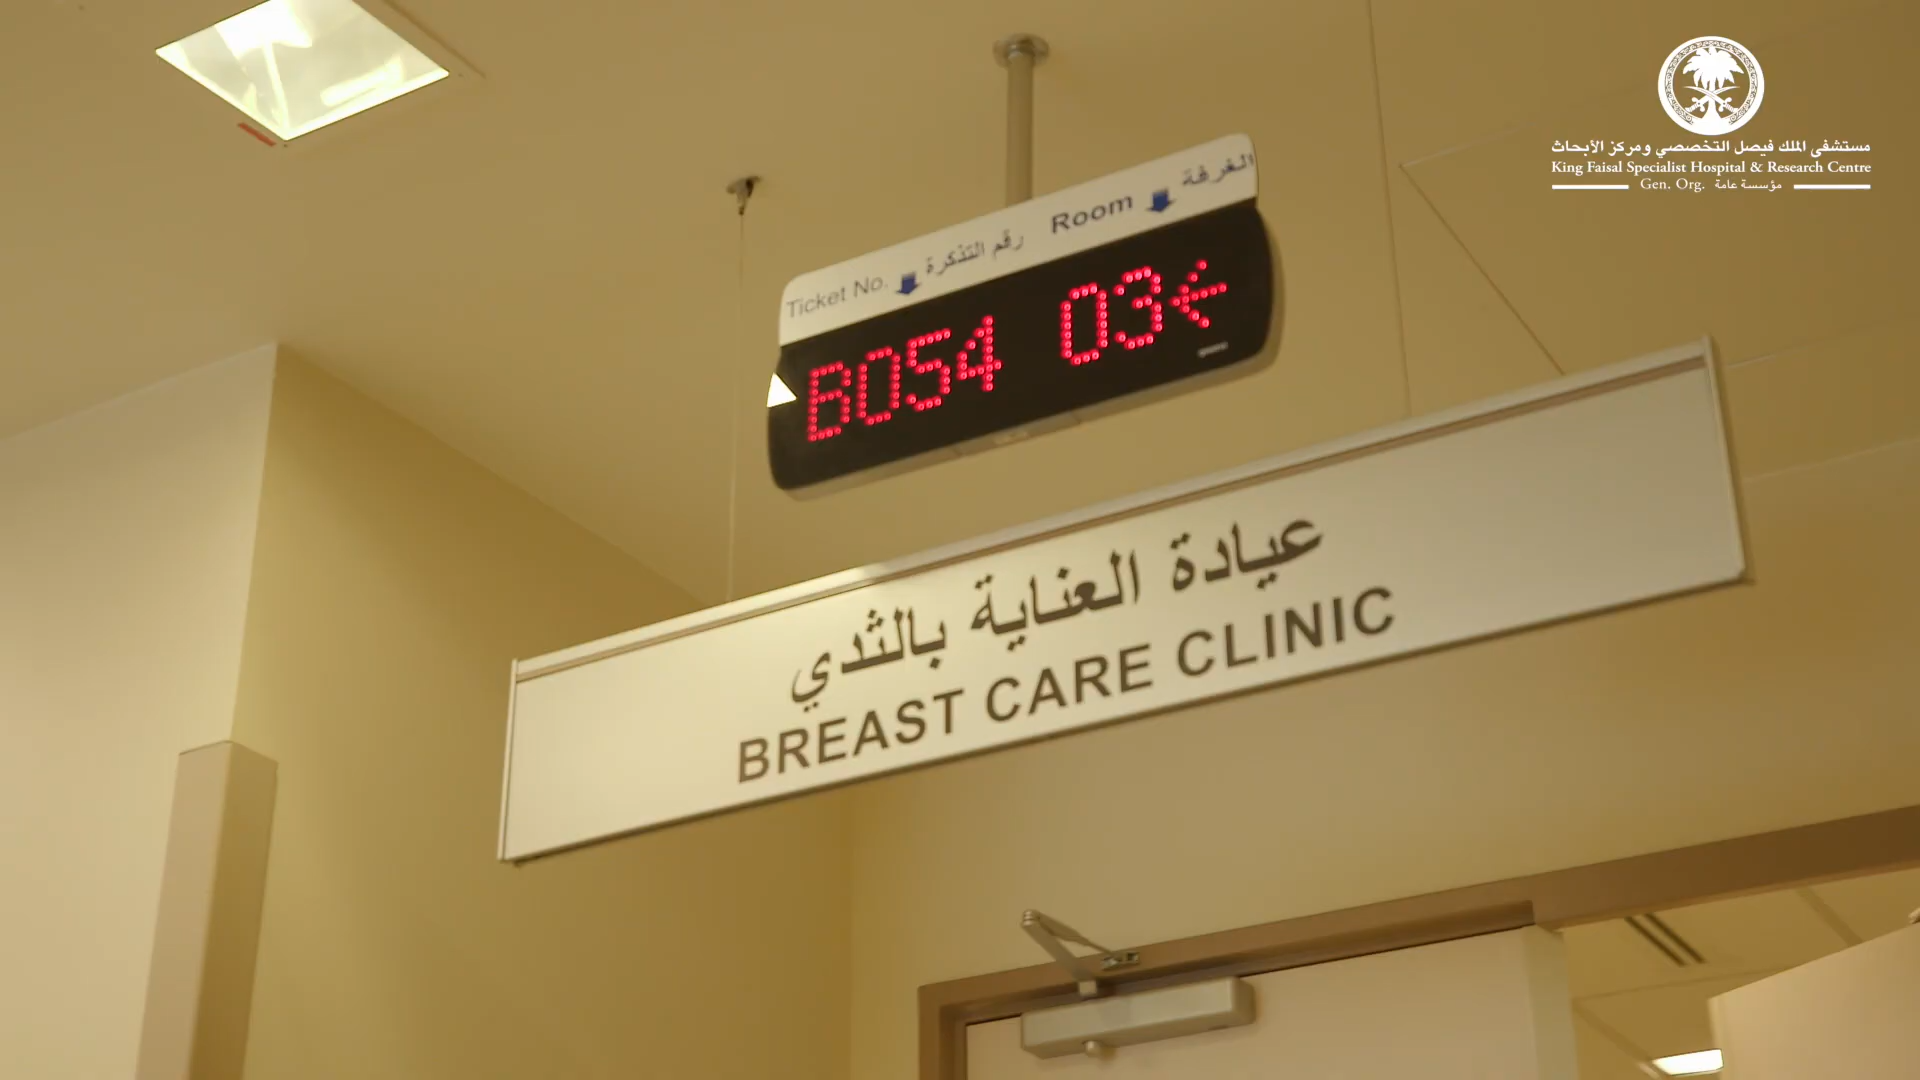 مستشفى الملك فيصل التخصصي ومركز الأبحاث
King Faisal Specialist Hospital & Research Centre
Gen. Org. مؤسسة عامة
Ticket No. رقم التذكرة Room الغرفة
B054 03
عيادة العناية بالثدي
BREAST CARE CLINIC